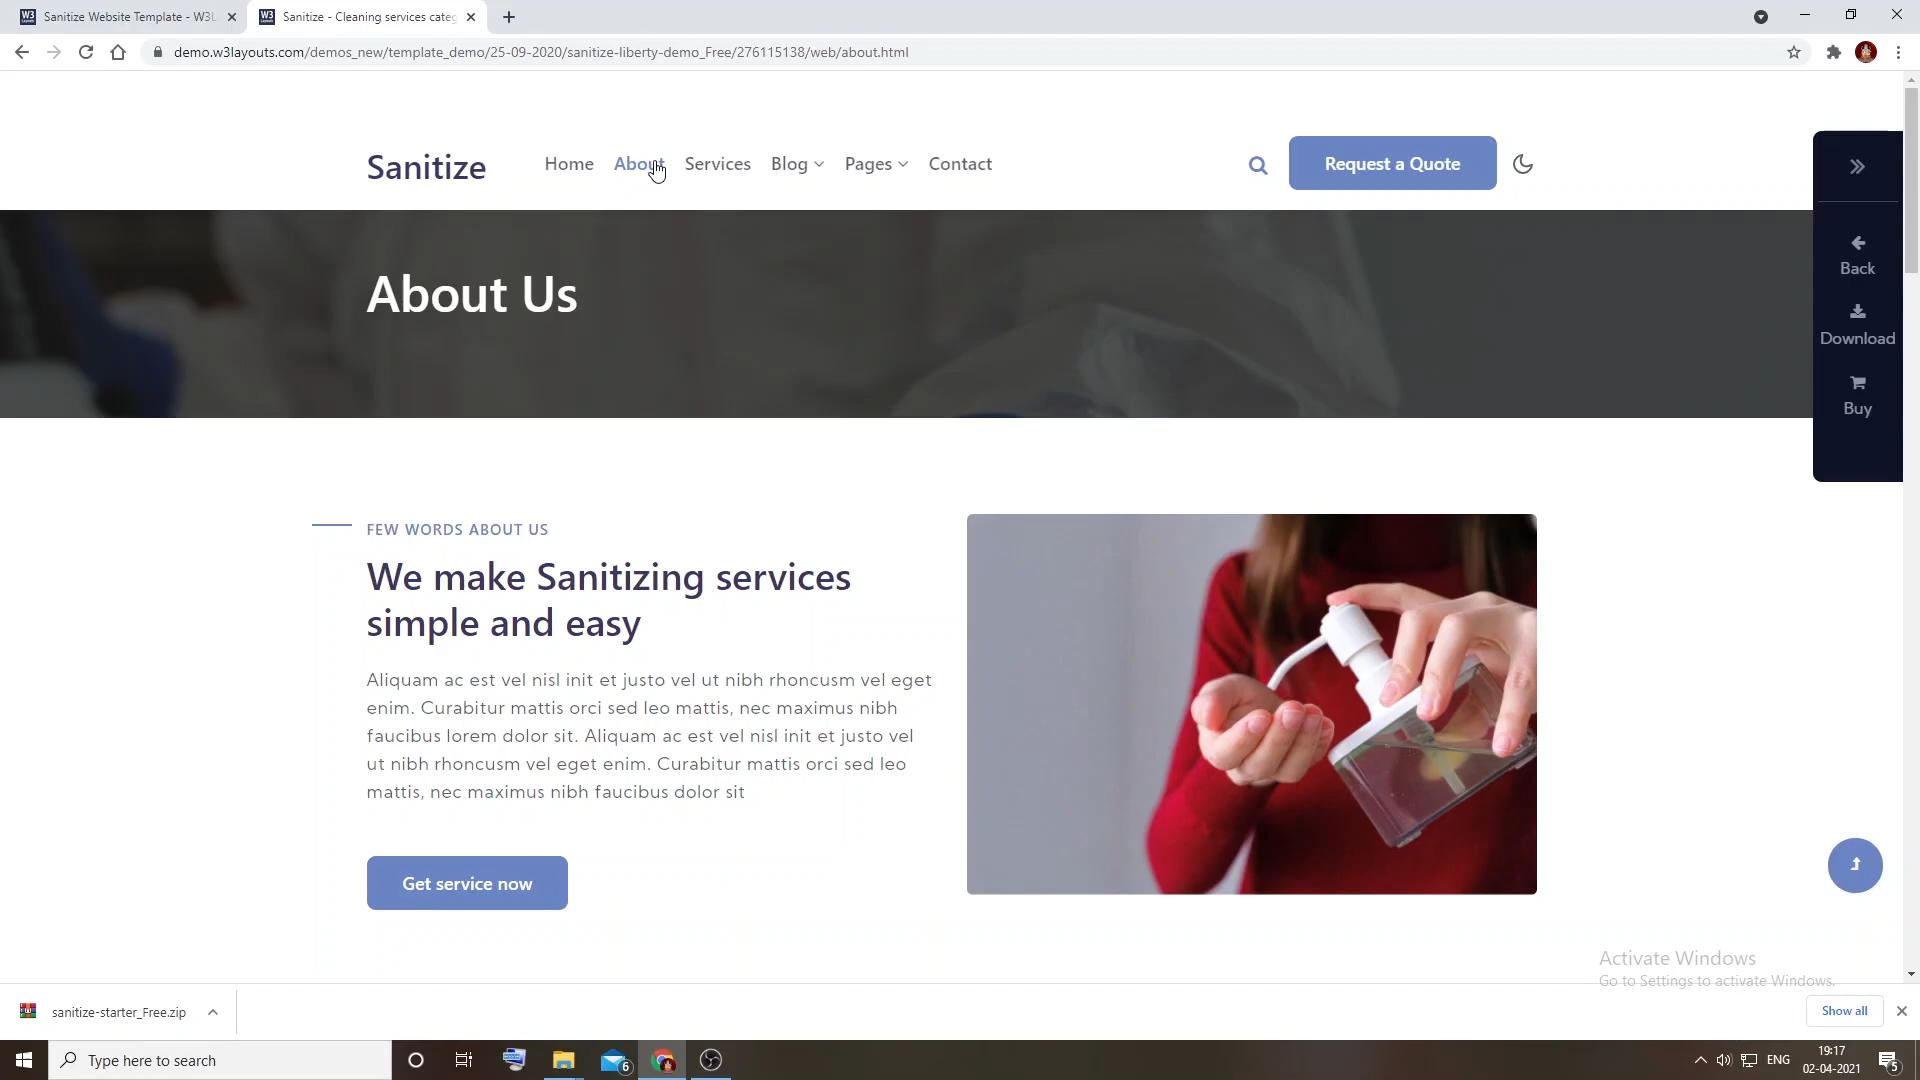 Sanitize Website Template - W3L
Sanitize - Cleaning services categ
demo.w3layouts.com/demos_new/template_demo/25-09-2020/sanitize-liberty-demo_Free/276115138/web/about.html
Sanitize
Home
About
Services
Blog
Pages
Contact
Request a Quote
Back
Download
Buy
About Us
FEW WORDS ABOUT US
We make Sanitizing services
simple and easy
Aliquam ac est vel nisl init et justo vel ut nibh rhoncusm vel eget
enim. Curabitur mattis orci sed leo mattis, nec maximus nibh
faucibus lorem dolor sit. Aliquam ac est vel nisl init et justo vel
ut nibh rhoncusm vel eget enim. Curabitur mattis orci sed leo
mattis, nec maximus nibh faucibus dolor sit
Get service now
Activate Windows
Go to Settings to activate Windows.
sanitize-starter_Free.zip
Show all
Type here to search
6
ENG
19:17
02-04-2021
5